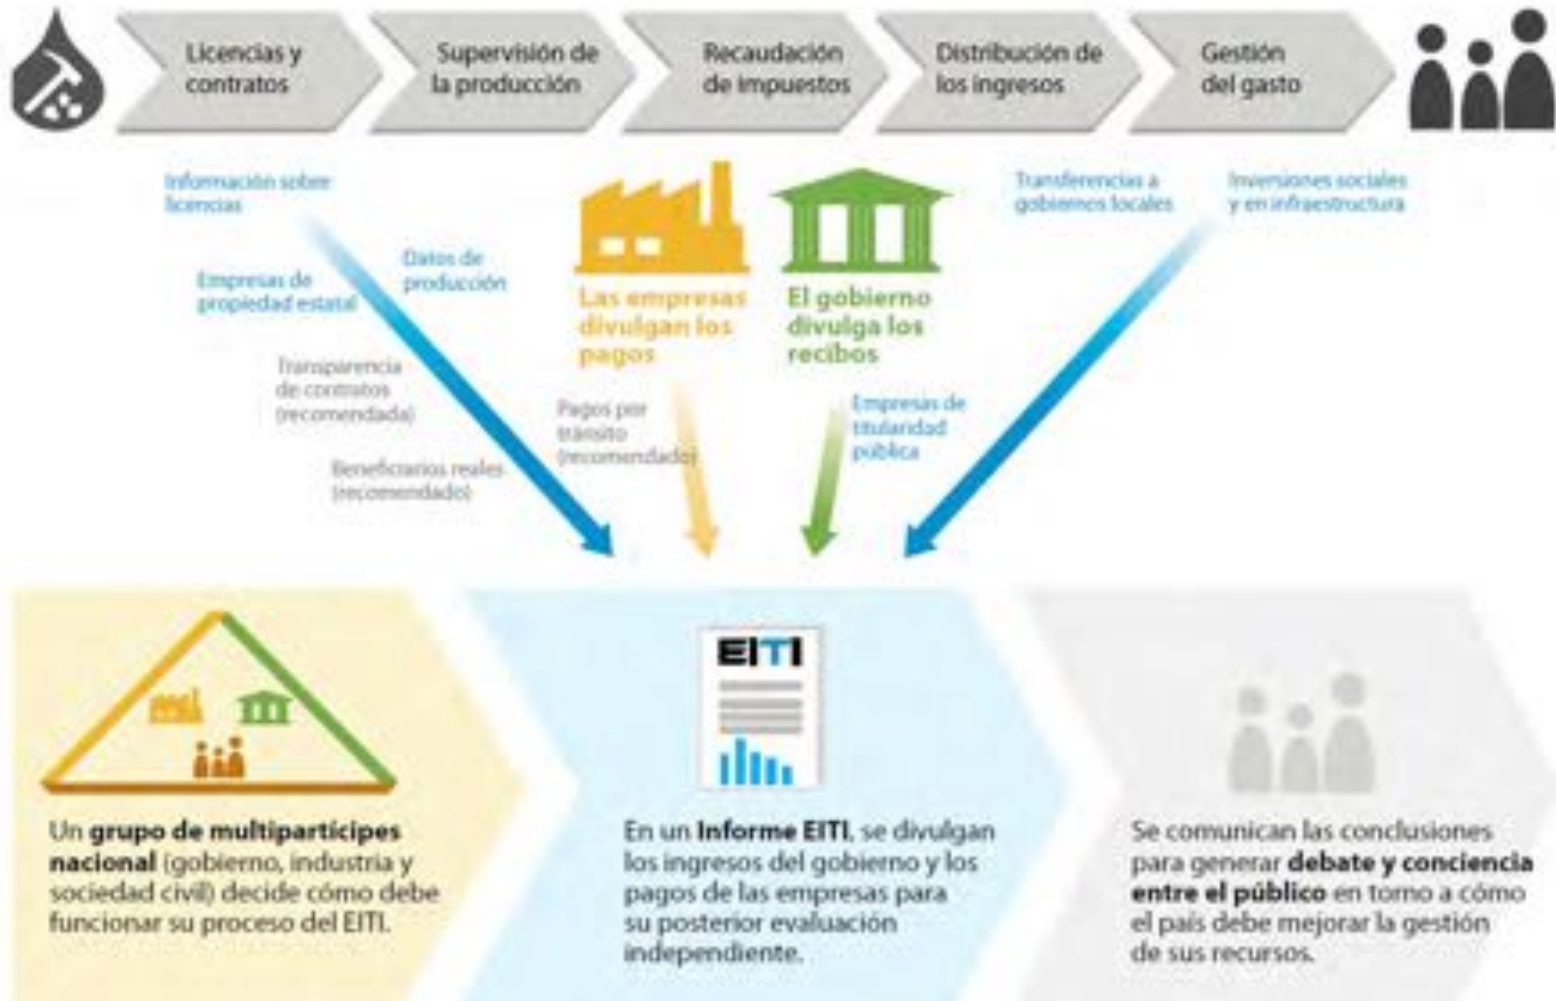 Licencias y
contratos
Supervisión de
la producción
Recaudación
de impuestos
Distribución de
los ingresos
Gestión
del gasto
Información sobre
licencias
Empresas de
propiedad estatal
Datos de
producción
Transparencia
de contratos
(recomendada)
Beneficiarios reales
(recomendado)
Las empresas
divulgan los
pagos
El gobierno
divulga los
recibos
Pagos por
tránsito
(recomendado)
Empresas de
titularidad
pública
Transferencias a
gobiernos locales
Inversiones sociales
y en infraestructura
Un grupo de multipartícipes
nacional (gobierno, industria y
sociedad civil) decide cómo debe
funcionar su proceso del EITI.
EITI
En un Informe EITI, se divulgan
los ingresos del gobierno y los
pagos de las empresas para
su posterior evaluación
independiente.
Se comunican las conclusiones
para generar debate y conciencia
entre el público en torno a cómo
el país debe mejorar la gestión
de sus recursos.